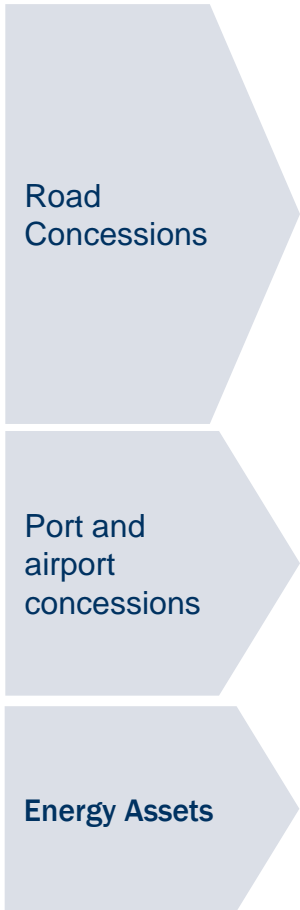 Road
Concessions
Port and
airport
concessions
Energy Assets